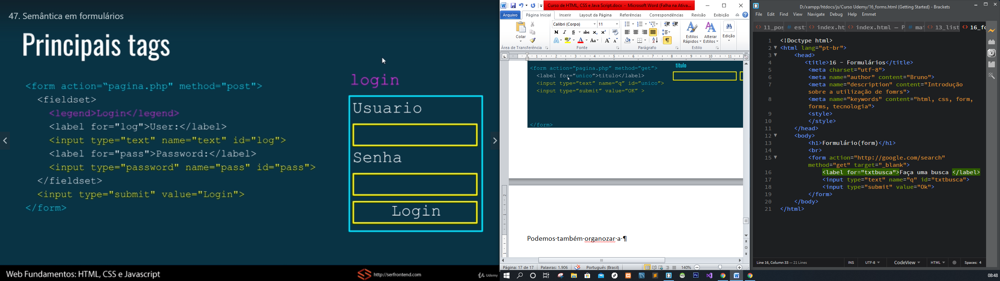 47. Semântica em formulários
Principais tags
<form action="pagina.php" method="post">
<fieldset>
<legend>Login</legend>
<label for="log">User:</label>
<input type="text" name="text" id="log">
<label for="pass">Password:</label>
<input type="password" name="pass" id="pass">
</fieldset>
<input type="submit" value="Login">
</form>
login
Usuario
Senha
Login
Web Fundamentos: HTML, CSS e Javascript
http://serfrontend.com
Udemy
Curso de HTML, CSS e Java Script.docx - Microsoft Word (Falha na Ativa...
Arquivo Página Inicial Inserir Layout da Página Referências Correspondências Revisão Exibição
Colar
Calibri (Corpo) 11
N I S abc x₂ x²
A ab A Aa A A
Estilos Rápidos
Alterar Estilos
Edição
Área de Transferência Fonte Parágrafo Estilo
1 2 3 4 5 6 7 8 9 10 11
<form action="pagina.php" method="get">
<label for="unico">titulo</label>
<input type="text" name="q" id="unico">
<input type="submit" value="OK" >
</form>
titulo
Podemos·também·organozar·a·¶
Página: 17 de 17 Palavras: 1.906 Português (Brasil) 140%
D:/xampp/htdocs/js/Curso Udemy/16_forms.html (Getting Started) - Brackets
File Edit Find View Navigate Debug Help Emmet
11_pos # est index.ht index.html — P # mai 13_list 16_fo
1 <!Doctype html>
2 <html lang="pt-br">
3 <head>
4 <title>16 - Formulários</title>
5 <meta charset="utf-8">
6 <meta name="author" content="Bruno">
7 <meta name="description" content="Introdução
sobre a utilização de fomrs">
8 <meta name="keywords" content="html, css, form,
forms, tecnologia">
9 <style>
10 </style>
11 </head>
12 <body>
13 <h1>Formulário(form)</h1>
14 <br>
15 <form action="http://google.com/search"
method="get" target="_blank">
16 <label for="txtbusca">Faça uma busca </label>
17 <input type="text" name="q" id="txtbusca">
18 <input type="submit" value="Ok">
19 </form>
20 </body>
21 </html>
Line 16, Column 33 — 21 Lines INS UTF-8 CodeView HTML Spaces: 4
08:48